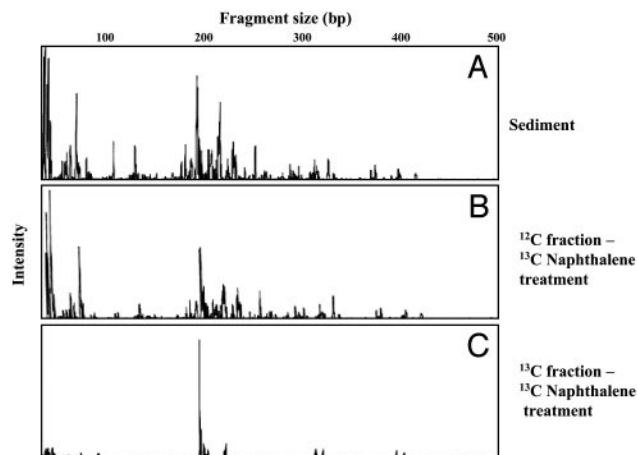 Fragment size (bp)
100 200 300 400 500
A
Sediment
B
Intensity
¹²C fraction –
¹³C Naphthalene
treatment
C
¹³C fraction –
¹³C Naphthalene
treatment